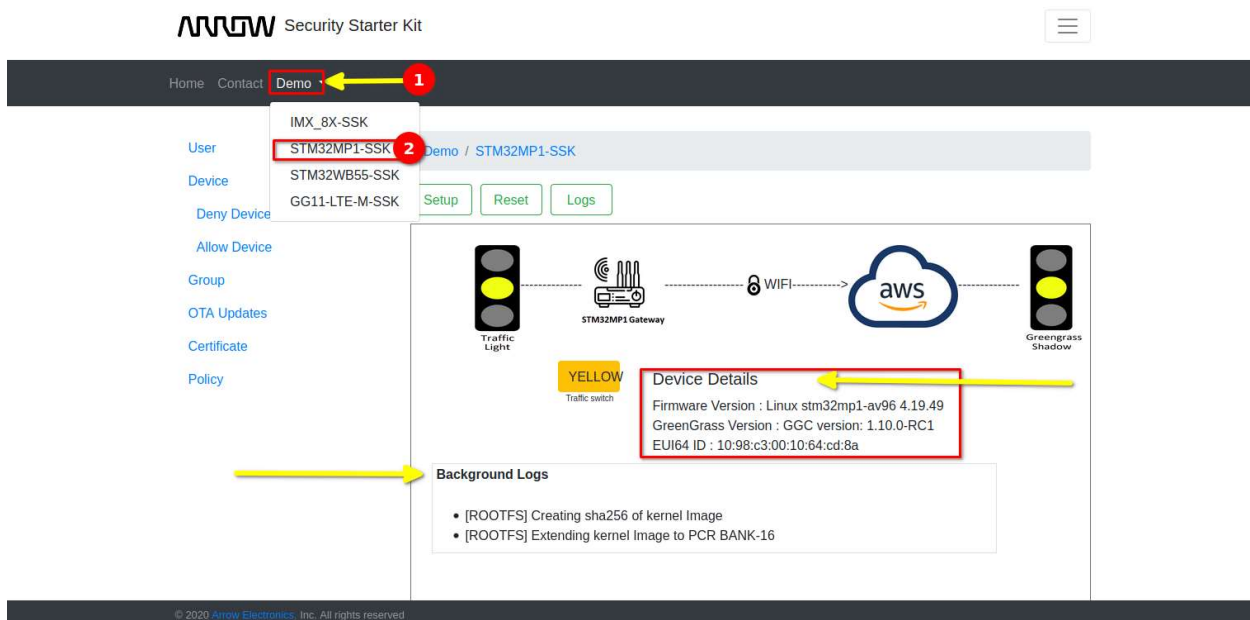 ARROW Security Starter Kit
Home Contact Demo 1
IMX_8X-SSK
STM32MP1-SSK 2
STM32WB55-SSK
GG11-LTE-M-SSK
User
Device
Deny Device
Allow Device
Group
OTA Updates
Certificate
Policy
Demo / STM32MP1-SSK
Setup Reset Logs
WIFI
aws
STM32MP1 Gateway
Traffic
Light
Greengrass
Shadow
YELLOW
Traffic switch
Device Details
Firmware Version : Linux stm32mp1-av96 4.19.49
GreenGrass Version : GGC version: 1.10.0-RC1
EUI64 ID : 10:98:c3:00:10:64:cd:8a
Background Logs
• [ROOTFS] Creating sha256 of kernel Image
• [ROOTFS] Extending kernel Image to PCR BANK-16
© 2020 Arrow Electronics, Inc. All rights reserved